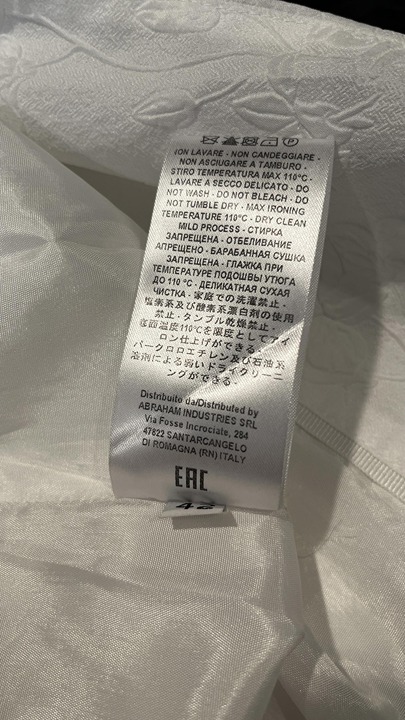 NON LAVARE - NON CANDEGGIARE -
NON ASCIUGARE A TAMBURO -
STIRO TEMPERATURA MAX 110°C -
LAVARE A SECCO DELICATO - DO
NOT WASH - DO NOT BLEACH - DO
NOT TUMBLE DRY - MAX IRONING
TEMPERATURE 110°C - DRY CLEAN
MILD PROCESS - СТИРКА
ЗАПРЕЩЕНА - ОТБЕЛИВАНИЕ
АПРЕЩЕНО - БАРАБАННАЯ СУШКА
ЗАПРЕЩЕНА - ГЛАЖКА ПРИ
ТЕМПЕРАТУРЕ ПОДОШВЫ УТЮГА
ДО 110 °C - ДЕЛИКАТНАЯ СУХАЯ
ЧИСТКА - 家庭での洗濯禁止 -
塩素系及び酸素系漂白剤の使用
禁止 - タンブル乾燥禁止 -
底面温度110℃を限度としてアイ
ロン仕上げができる -
パークロロエチレン及び石油系
溶剤による弱いドライクリーニ
ングができる.
Distribuito da/Distributed by
ABRAHAM INDUSTRIES SRL
Via Fosse Incrociate, 284
47822 SANTARCANGELO
DI ROMAGNA (RN) ITALY
EAC
42